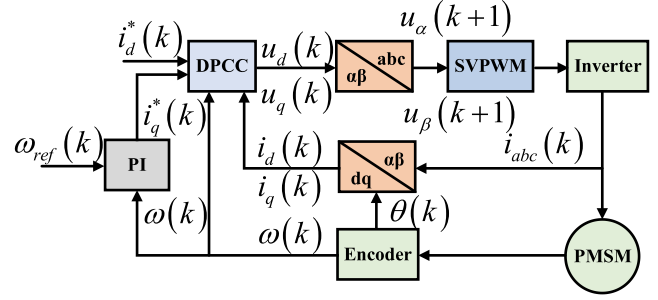 i_d^*(k)
u_d(k)
u_α(k+1)
DPCC
abc
αβ
SVPWM
Inverter
u_q(k)
i_q^*(k)
u_β(k+1)
ω_ref(k)
i_d(k)
αβ
dq
i_abc(k)
PI
i_q(k)
ω(k)
ω(k)
θ(k)
Encoder
PMSM